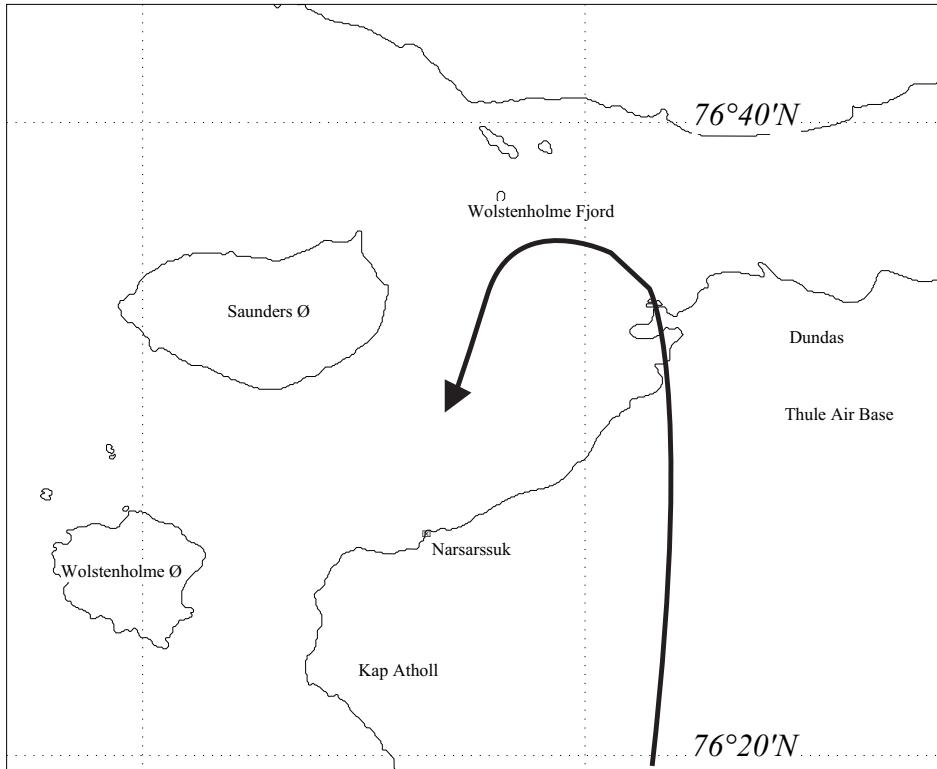 76°40'N
Wolstenholme Fjord
Saunders Ø
Dundas
Thule Air Base
Narsarssuk
Wolstenholme Ø
Kap Atholl
76°20'N